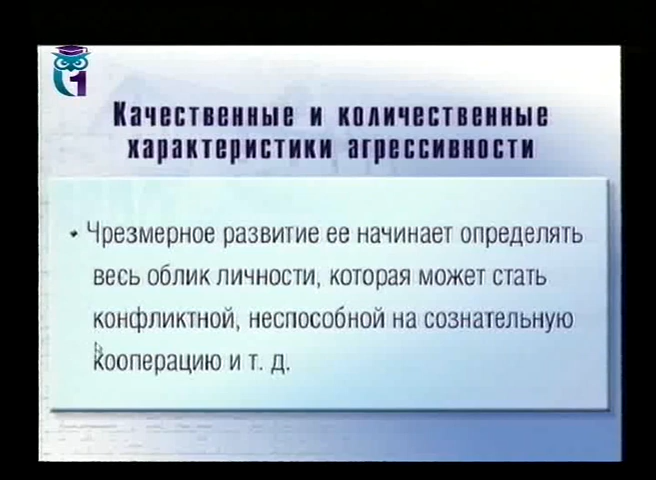 1
Качественные и количественные
характеристики агрессивности
• Чрезмерное развитие ее начинает определять
весь облик личности, которая может стать
конфликтной, неспособной на сознательную
кооперацию и т. д.